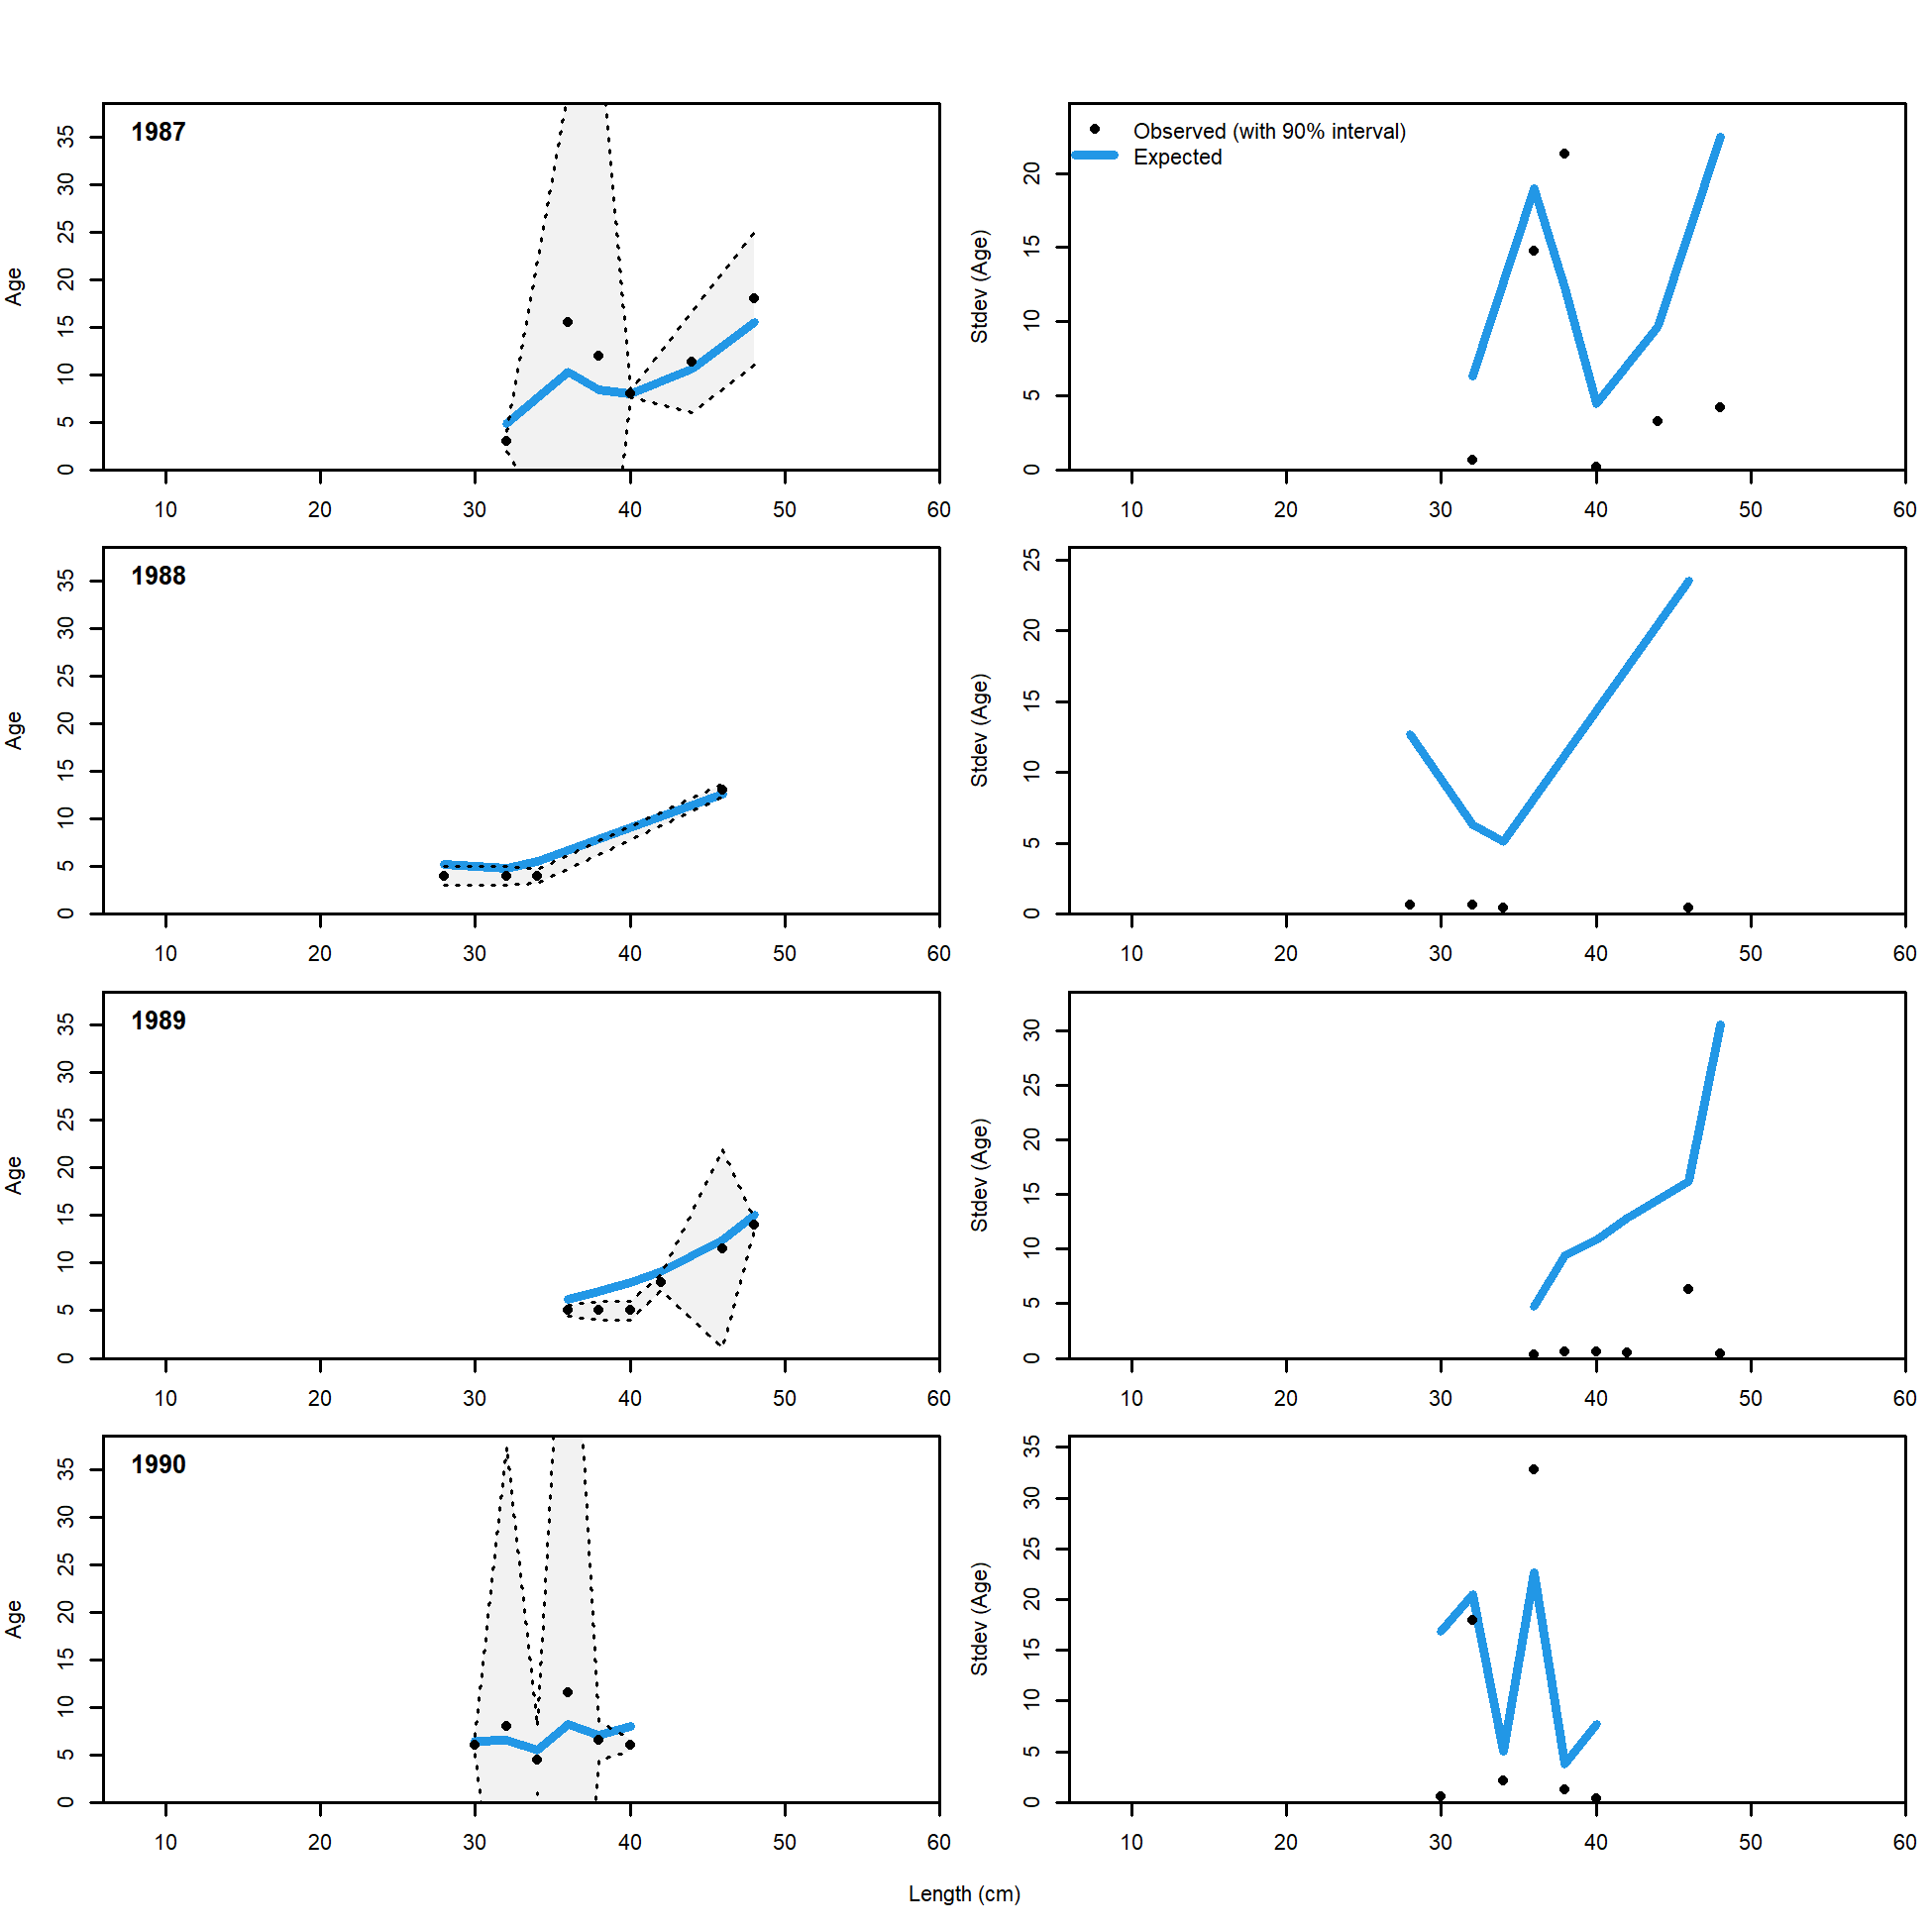 1987
Age
0 5 10 15 20 25 30 35
10 20 30 40 50 60
Observed (with 90% interval)
Expected
Stdev (Age)
0 5 10 15 20
10 20 30 40 50 60
1988
Age
0 5 10 15 20 25 30 35
10 20 30 40 50 60
Stdev (Age)
0 5 10 15 20 25
10 20 30 40 50 60
1989
Age
0 5 10 15 20 25 30 35
10 20 30 40 50 60
Stdev (Age)
0 5 10 15 20 25 30
10 20 30 40 50 60
1990
Age
0 5 10 15 20 25 30 35
10 20 30 40 50 60
Stdev (Age)
0 5 10 15 20 25 30 35
10 20 30 40 50 60
Length (cm)